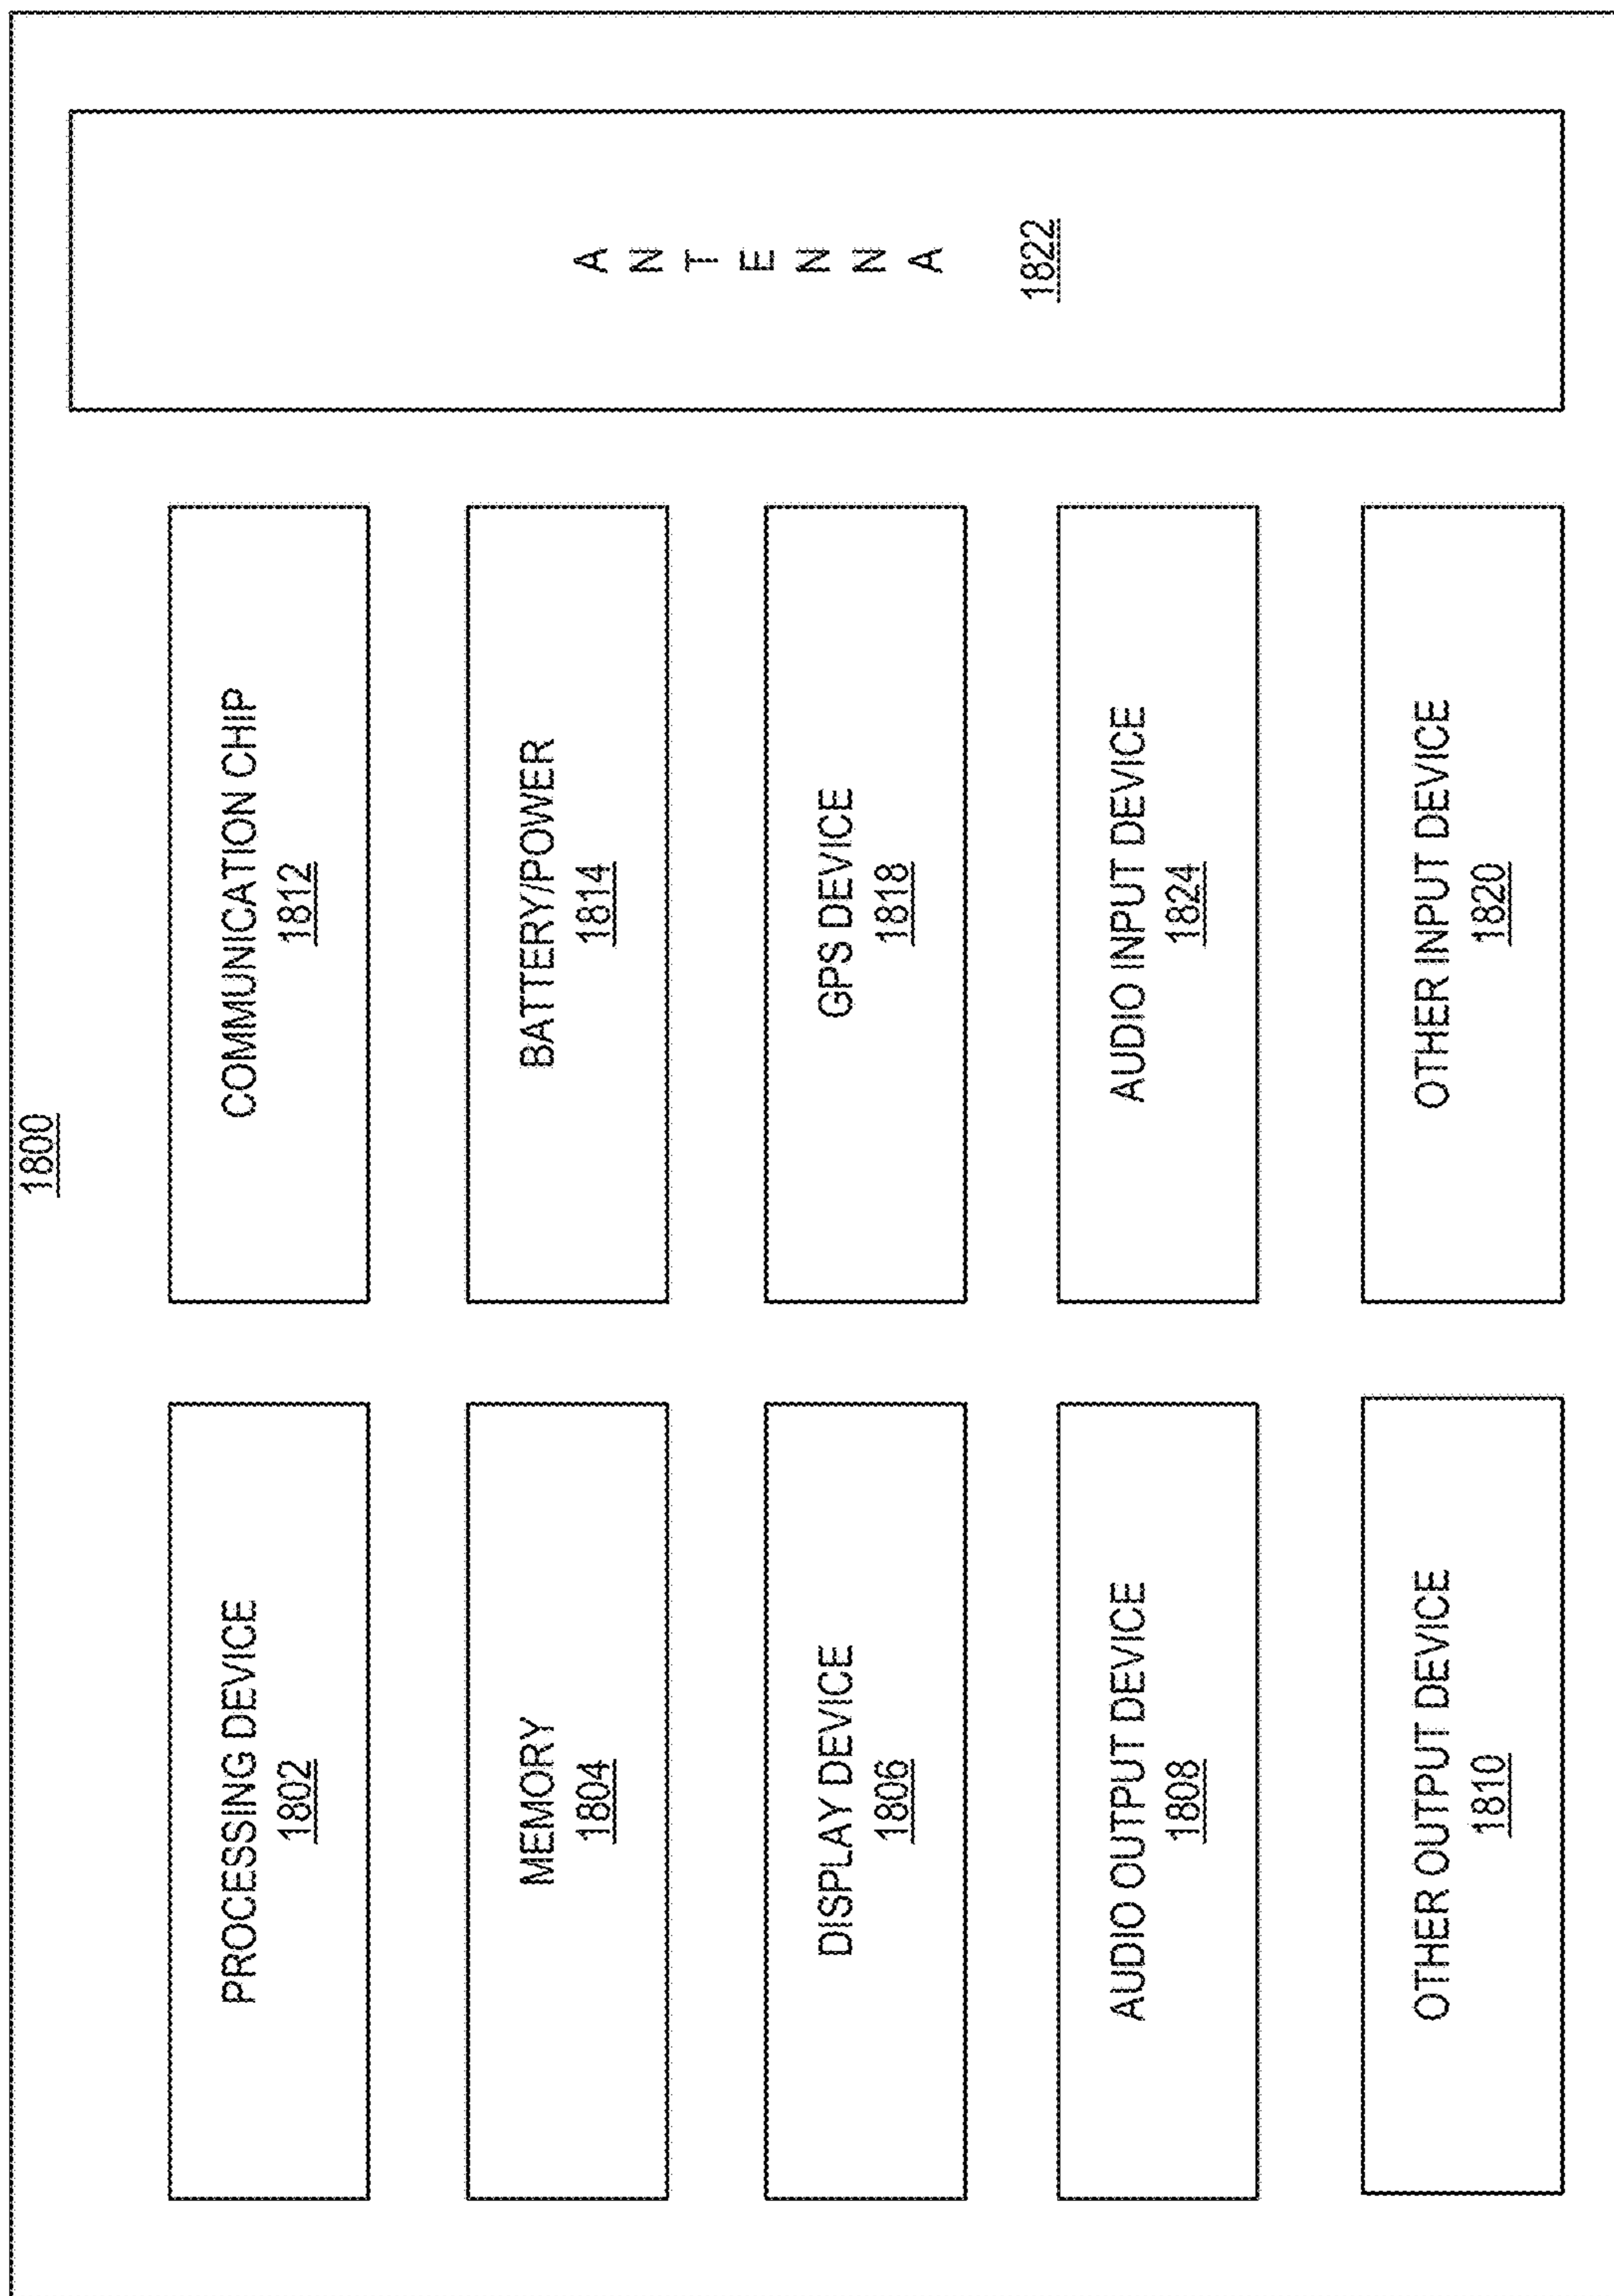 1800
PROCESSING DEVICE
1802
COMMUNICATION CHIP
1812
MEMORY
1804
BATTERY/POWER
1814
DISPLAY DEVICE
1806
GPS DEVICE
1818
AUDIO OUTPUT DEVICE
1808
AUDIO INPUT DEVICE
1824
OTHER OUTPUT DEVICE
1810
OTHER INPUT DEVICE
1820
A
N
T
E
N
N
A
1822